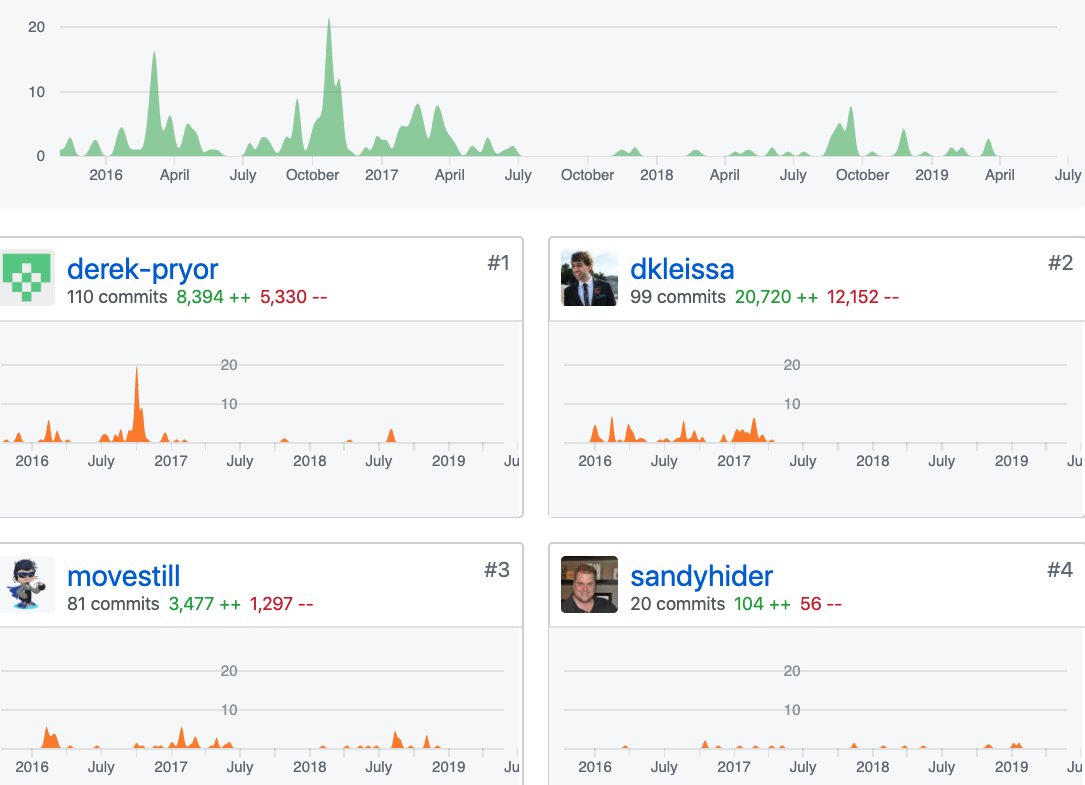 20
10
0
2016 April July October 2017 April July October 2018 April July October 2019 April July
derek-pryor #1
110 commits 8,394 ++ 5,330 --
20
10
2016 July 2017 July 2018 July 2019 Ju
dkleissa #2
99 commits 20,720 ++ 12,152 --
20
10
2016 July 2017 July 2018 July 2019 Ju
movestill #3
81 commits 3,477 ++ 1,297 --
20
10
2016 July 2017 July 2018 July 2019 Ju
sandyhider #4
20 commits 104 ++ 56 --
20
10
2016 July 2017 July 2018 July 2019 Ju